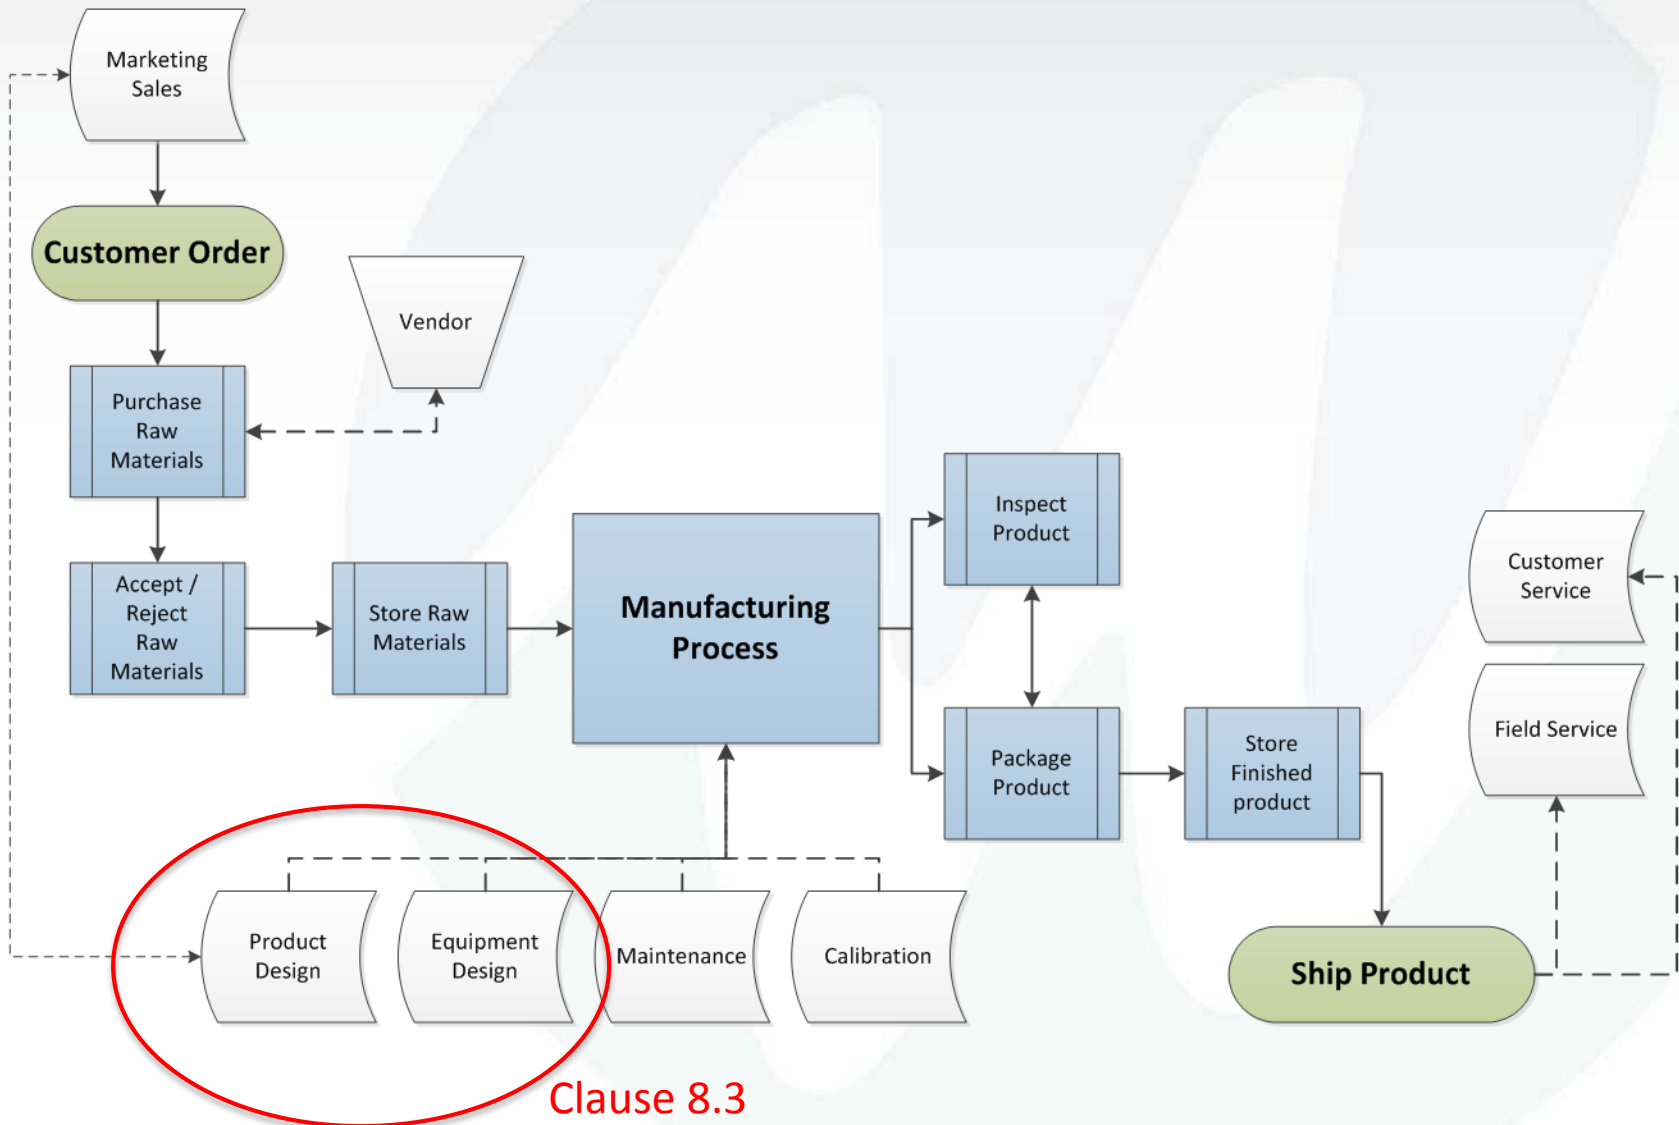 Marketing
Sales
Customer Order
Vendor
Purchase
Raw
Materials
Accept /
Reject
Raw
Materials
Store Raw
Materials
Manufacturing
Process
Inspect
Product
Package
Product
Store
Finished
product
Customer
Service
Field Service
Product
Design
Equipment
Design
Maintenance
Calibration
Ship Product
Clause 8.3